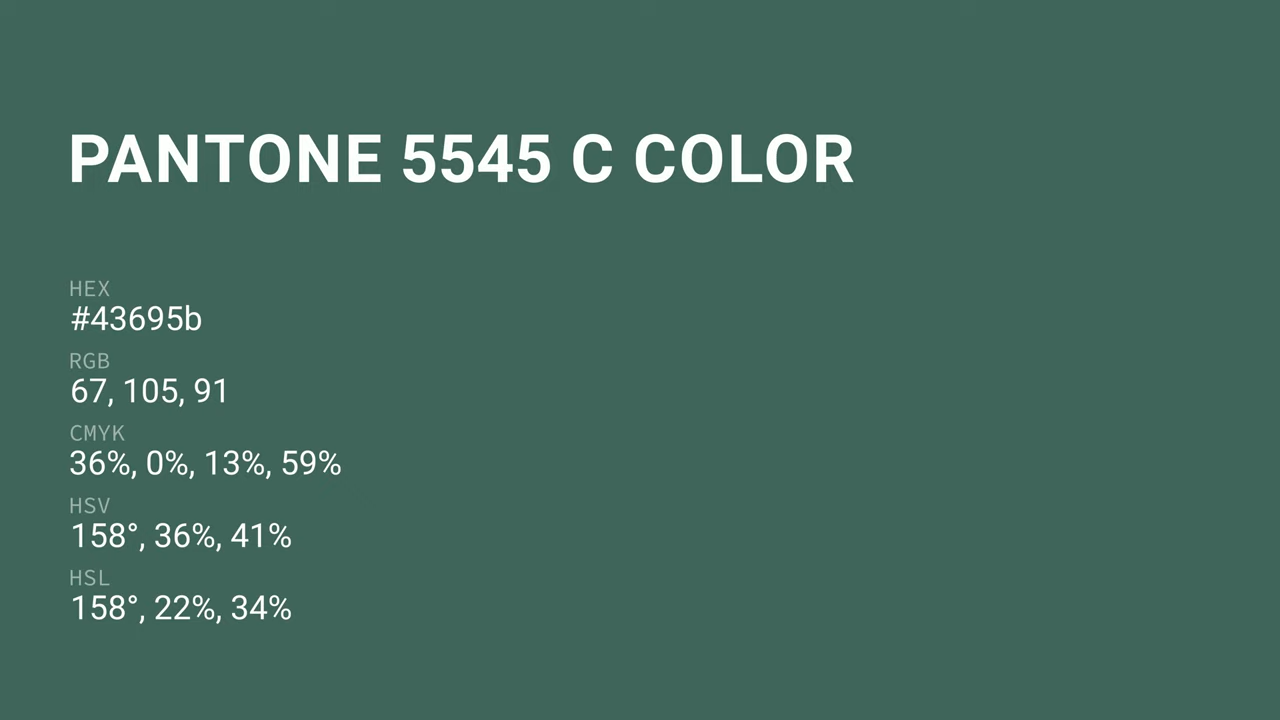 PANTONE 5545 C COLOR
HEX
#43695b
RGB
67, 105, 91
CMYK
36%, 0%, 13%, 59%
HSV
158°, 36%, 41%
HSL
158°, 22%, 34%